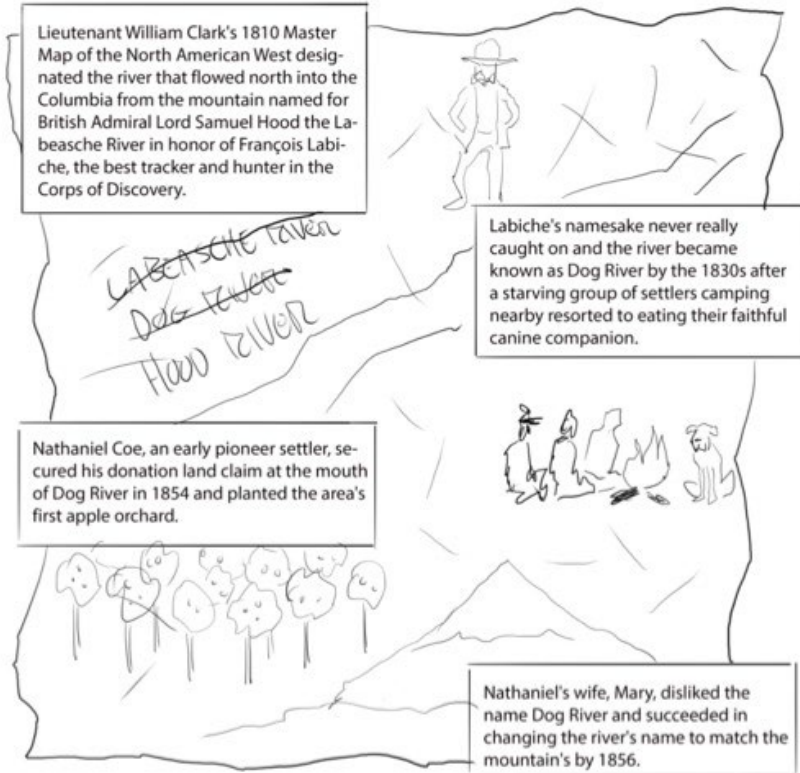 Lieutenant William Clark's 1810 Master
Map of the North American West desig-
nated the river that flowed north into the
Columbia from the mountain named for
British Admiral Lord Samuel Hood the La-
beasche River in honor of François Labi-
che, the best tracker and hunter in the
Corps of Discovery.
LABEASCHE RIVER
DOG RIVER
HOOD RIVER
Labiche's namesake never really
caught on and the river became
known as Dog River by the 1830s after
a starving group of settlers camping
nearby resorted to eating their faithful
canine companion.
Nathaniel Coe, an early pioneer settler, se-
cured his donation land claim at the mouth
of Dog River in 1854 and planted the area's
first apple orchard.
Nathaniel's wife, Mary, disliked the
name Dog River and succeeded in
changing the river's name to match the
mountain's by 1856.